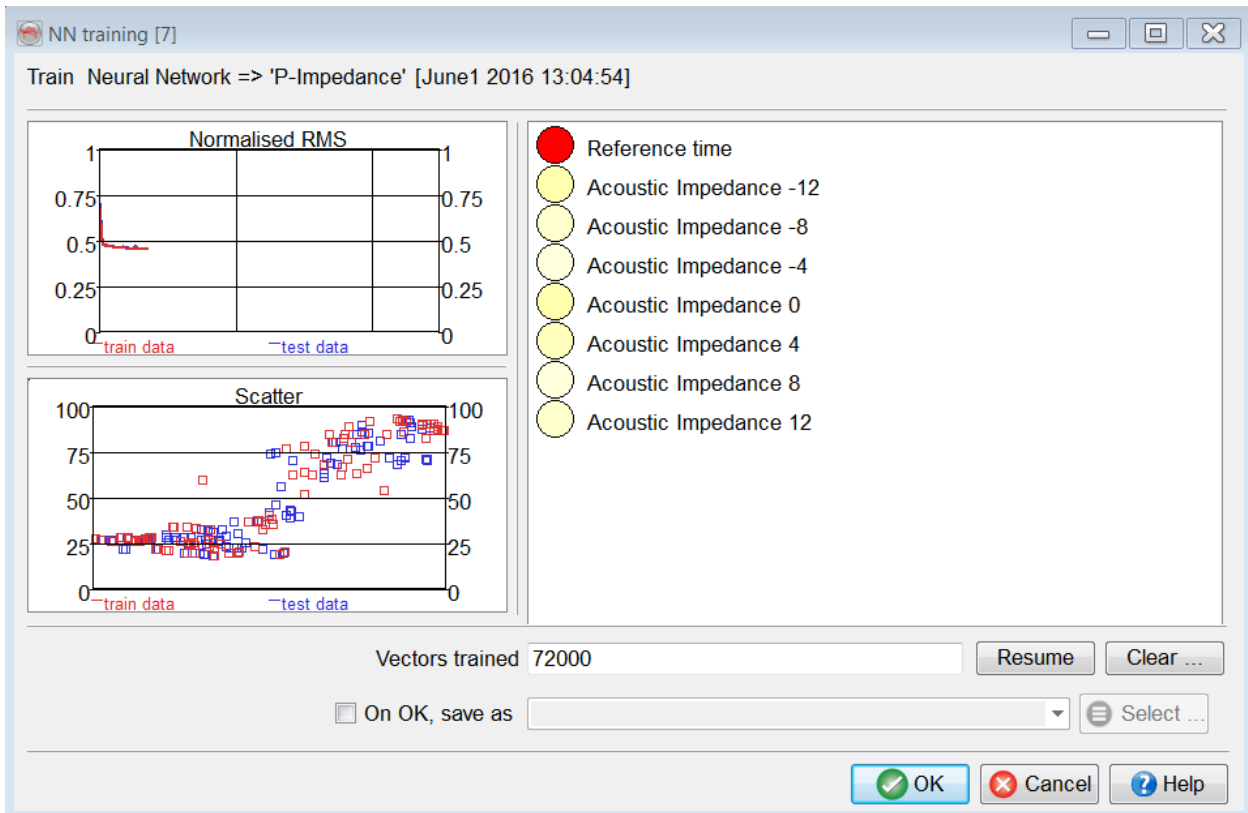 NN training [7]
Train Neural Network => 'P-Impedance' [June1 2016 13:04:54]
Normalised RMS
1 1
0.75 0.75
0.5 0.5
0.25 0.25
0 0
train data test data
Scatter
100 100
75 75
50 50
25 25
0 0
train data test data
Reference time
Acoustic Impedance -12
Acoustic Impedance -8
Acoustic Impedance -4
Acoustic Impedance 0
Acoustic Impedance 4
Acoustic Impedance 8
Acoustic Impedance 12
Vectors trained 72000 Resume Clear ...
On OK, save as Select ...
OK Cancel Help